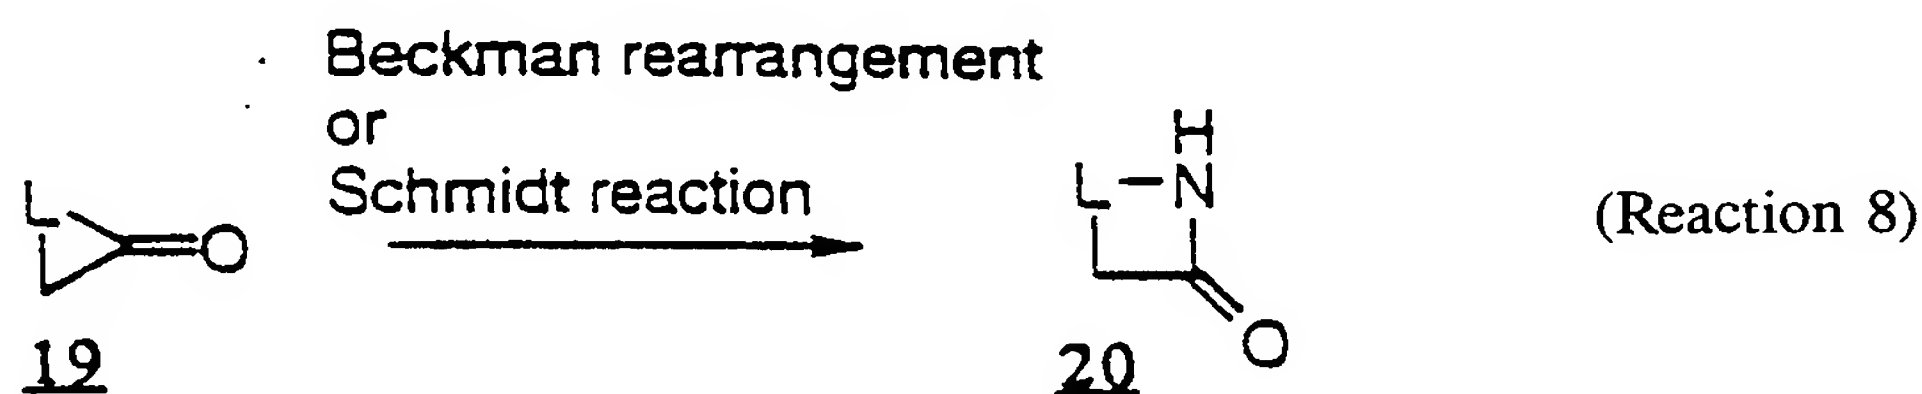 Beckman rearrangement
or
Schmidt reaction
(Reaction 8)
L
O
19
H
L
N
O
20